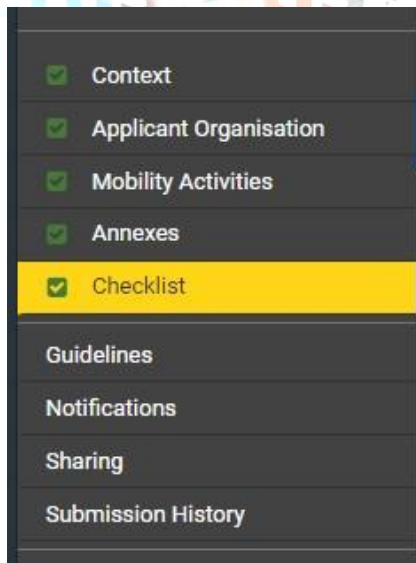 Context
Applicant Organisation
Mobility Activities
Annexes
Checklist
Guidelines
Notifications
Sharing
Submission History